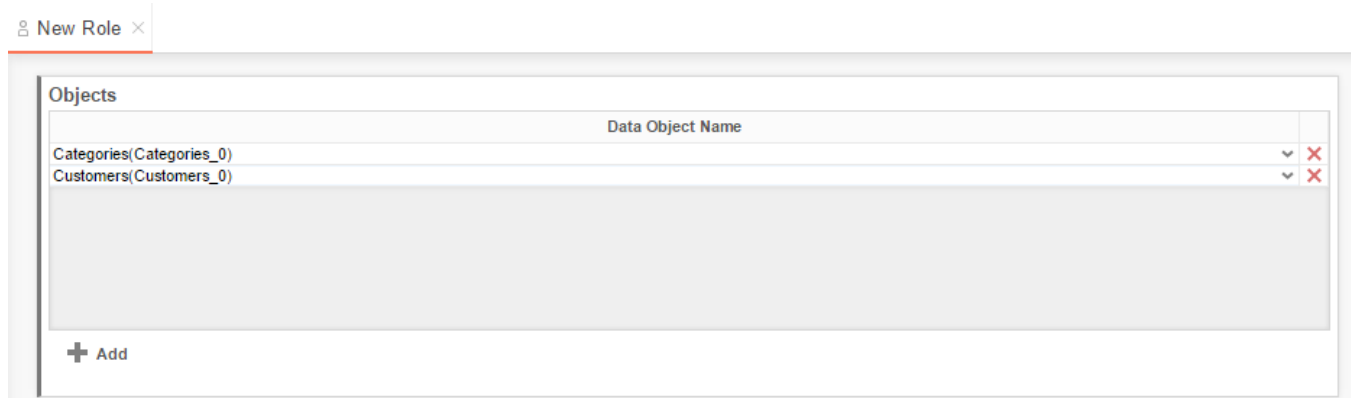 New Role
Objects
Data Object Name
Categories(Categories_0)
Customers(Customers_0)
Add